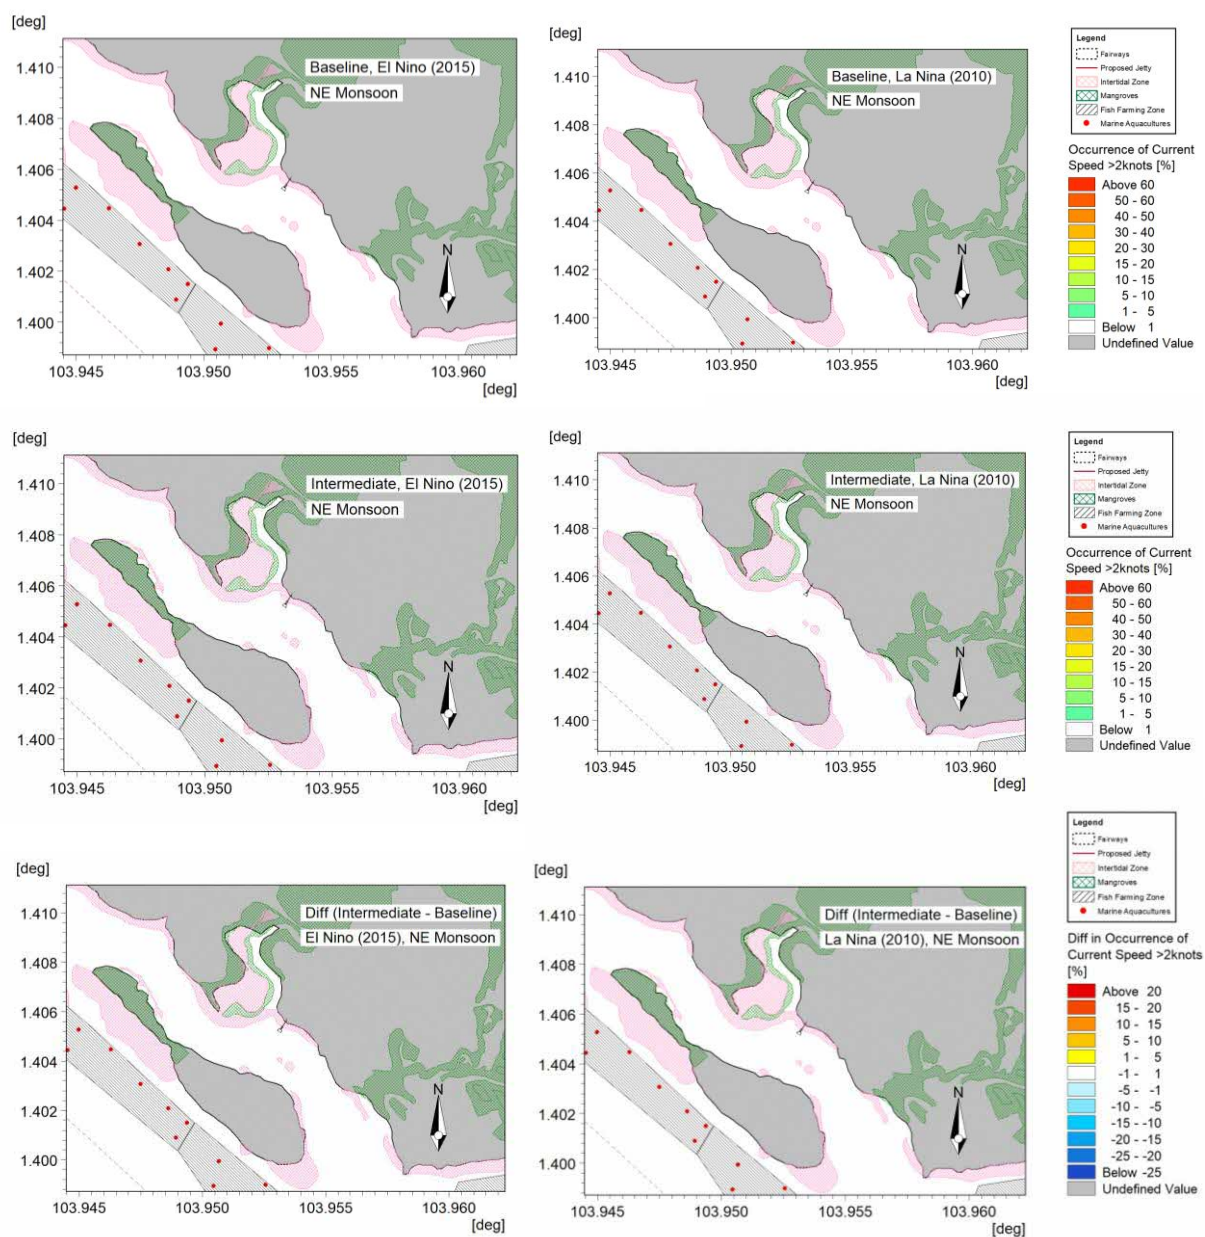 [deg]
1.410
1.408
1.406
1.404
1.402
1.400
Baseline, El Nino (2015)
NE Monsoon
N
103.945 103.950 103.955 103.960
[deg]
[deg]
1.410
1.408
1.406
1.404
1.402
1.400
Baseline, La Nina (2010)
NE Monsoon
N
103.945 103.950 103.955 103.960
[deg]
Legend
Fairways
Proposed Jetty
Intertidal Zone
Mangroves
Fish Farming Zone
Marine Aquacultures
Occurrence of Current
Speed >2knots [%]
Above 60
50 - 60
40 - 50
30 - 40
20 - 30
15 - 20
10 - 15
5 - 10
1 - 5
Below 1
Undefined Value
[deg]
1.410
1.408
1.406
1.404
1.402
1.400
Intermediate, El Nino (2015)
NE Monsoon
N
103.945 103.950 103.955 103.960
[deg]
[deg]
1.410
1.408
1.406
1.404
1.402
1.400
Intermediate, La Nina (2010)
NE Monsoon
N
103.945 103.950 103.955 103.960
[deg]
Legend
Fairways
Proposed Jetty
Intertidal Zone
Mangroves
Fish Farming Zone
Marine Aquacultures
Occurrence of Current
Speed >2knots [%]
Above 60
50 - 60
40 - 50
30 - 40
20 - 30
15 - 20
10 - 15
5 - 10
1 - 5
Below 1
Undefined Value
[deg]
1.410
1.408
1.406
1.404
1.402
1.400
Diff (Intermediate - Baseline)
El Nino (2015), NE Monsoon
N
103.945 103.950 103.955 103.960
[deg]
[deg]
1.410
1.408
1.406
1.404
1.402
1.400
Diff (Intermediate - Baseline)
La Nina (2010), NE Monsoon
N
103.945 103.950 103.955 103.960
[deg]
Legend
Fairways
Proposed Jetty
Intertidal Zone
Mangroves
Fish Farming Zone
Marine Aquacultures
Diff in Occurrence of
Current Speed >2knots
[%]
Above 20
15 - 20
10 - 15
5 - 10
1 - 5
-1 - 1
-5 - -1
-10 - -5
-15 - -10
-20 - -15
-25 - -20
Below -25
Undefined Value